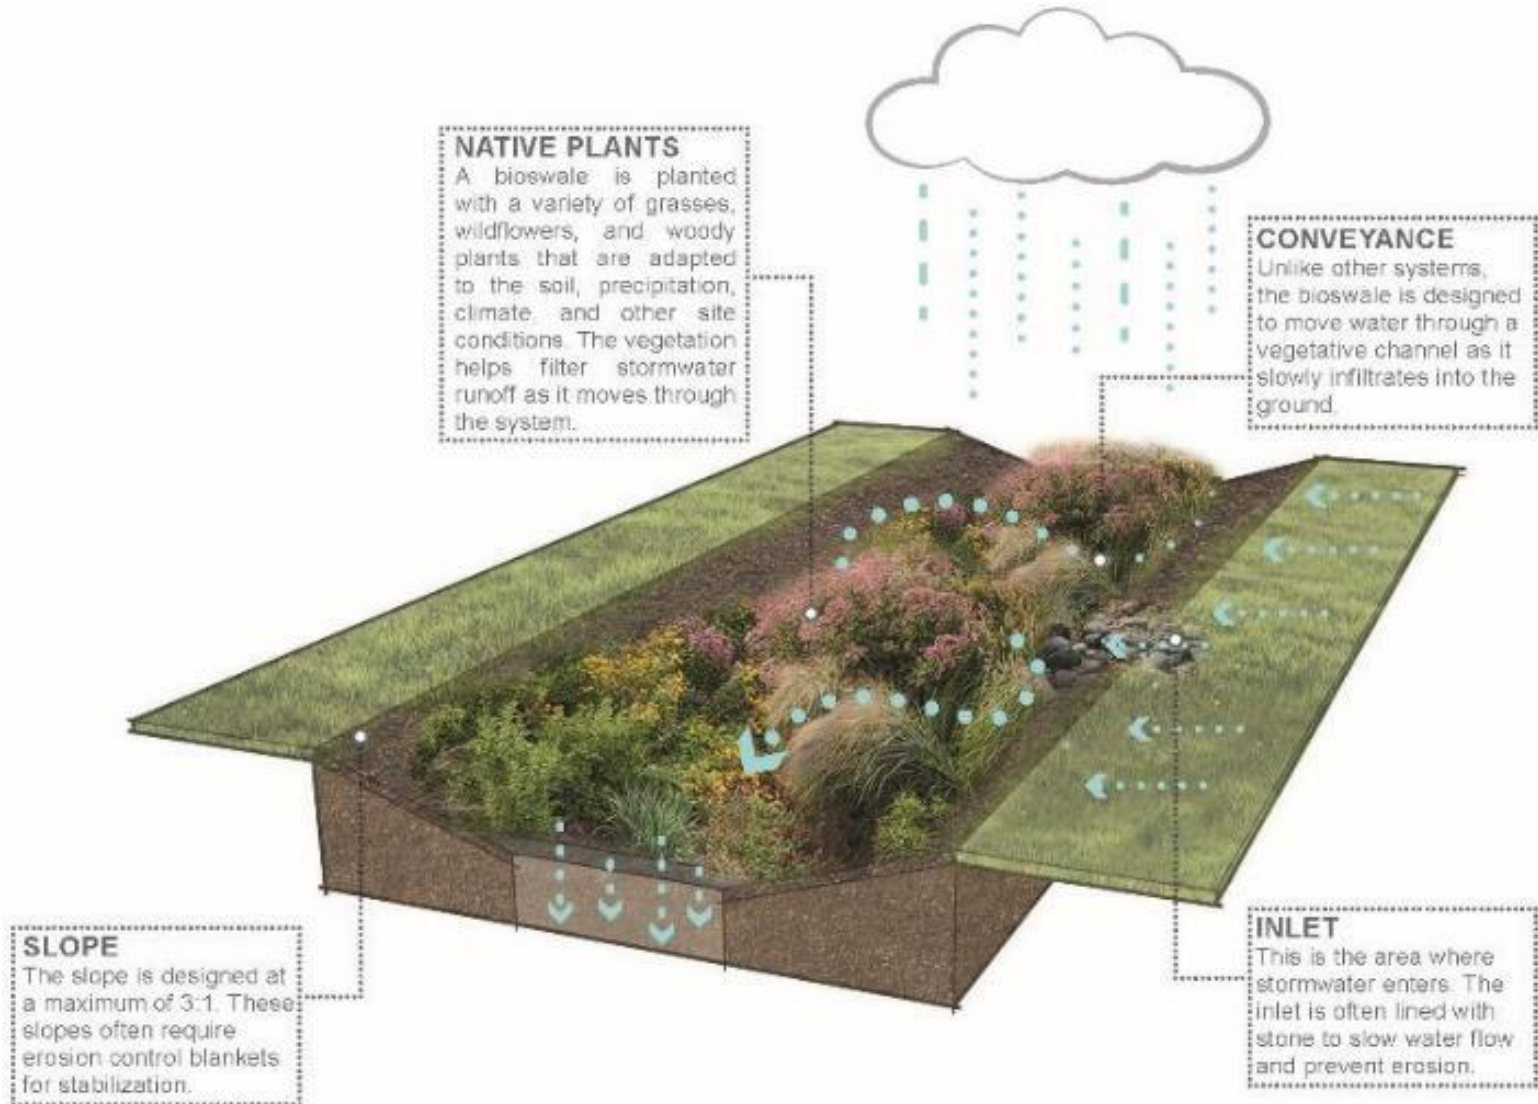 NATIVE PLANTS
A bioswale is planted
with a variety of grasses,
wildflowers, and woody
plants that are adapted
to the soil, precipitation,
climate, and other site
conditions. The vegetation
helps filter stormwater
runoff as it moves through
the system.
CONVEYANCE
Unlike other systems,
the bioswale is designed
to move water through a
vegetative channel as it
slowly infiltrates into the
ground.
SLOPE
The slope is designed at
a maximum of 3:1. These
slopes often require
erosion control blankets
for stabilization.
INLET
This is the area where
stormwater enters. The
inlet is often lined with
stone to slow water flow
and prevent erosion.